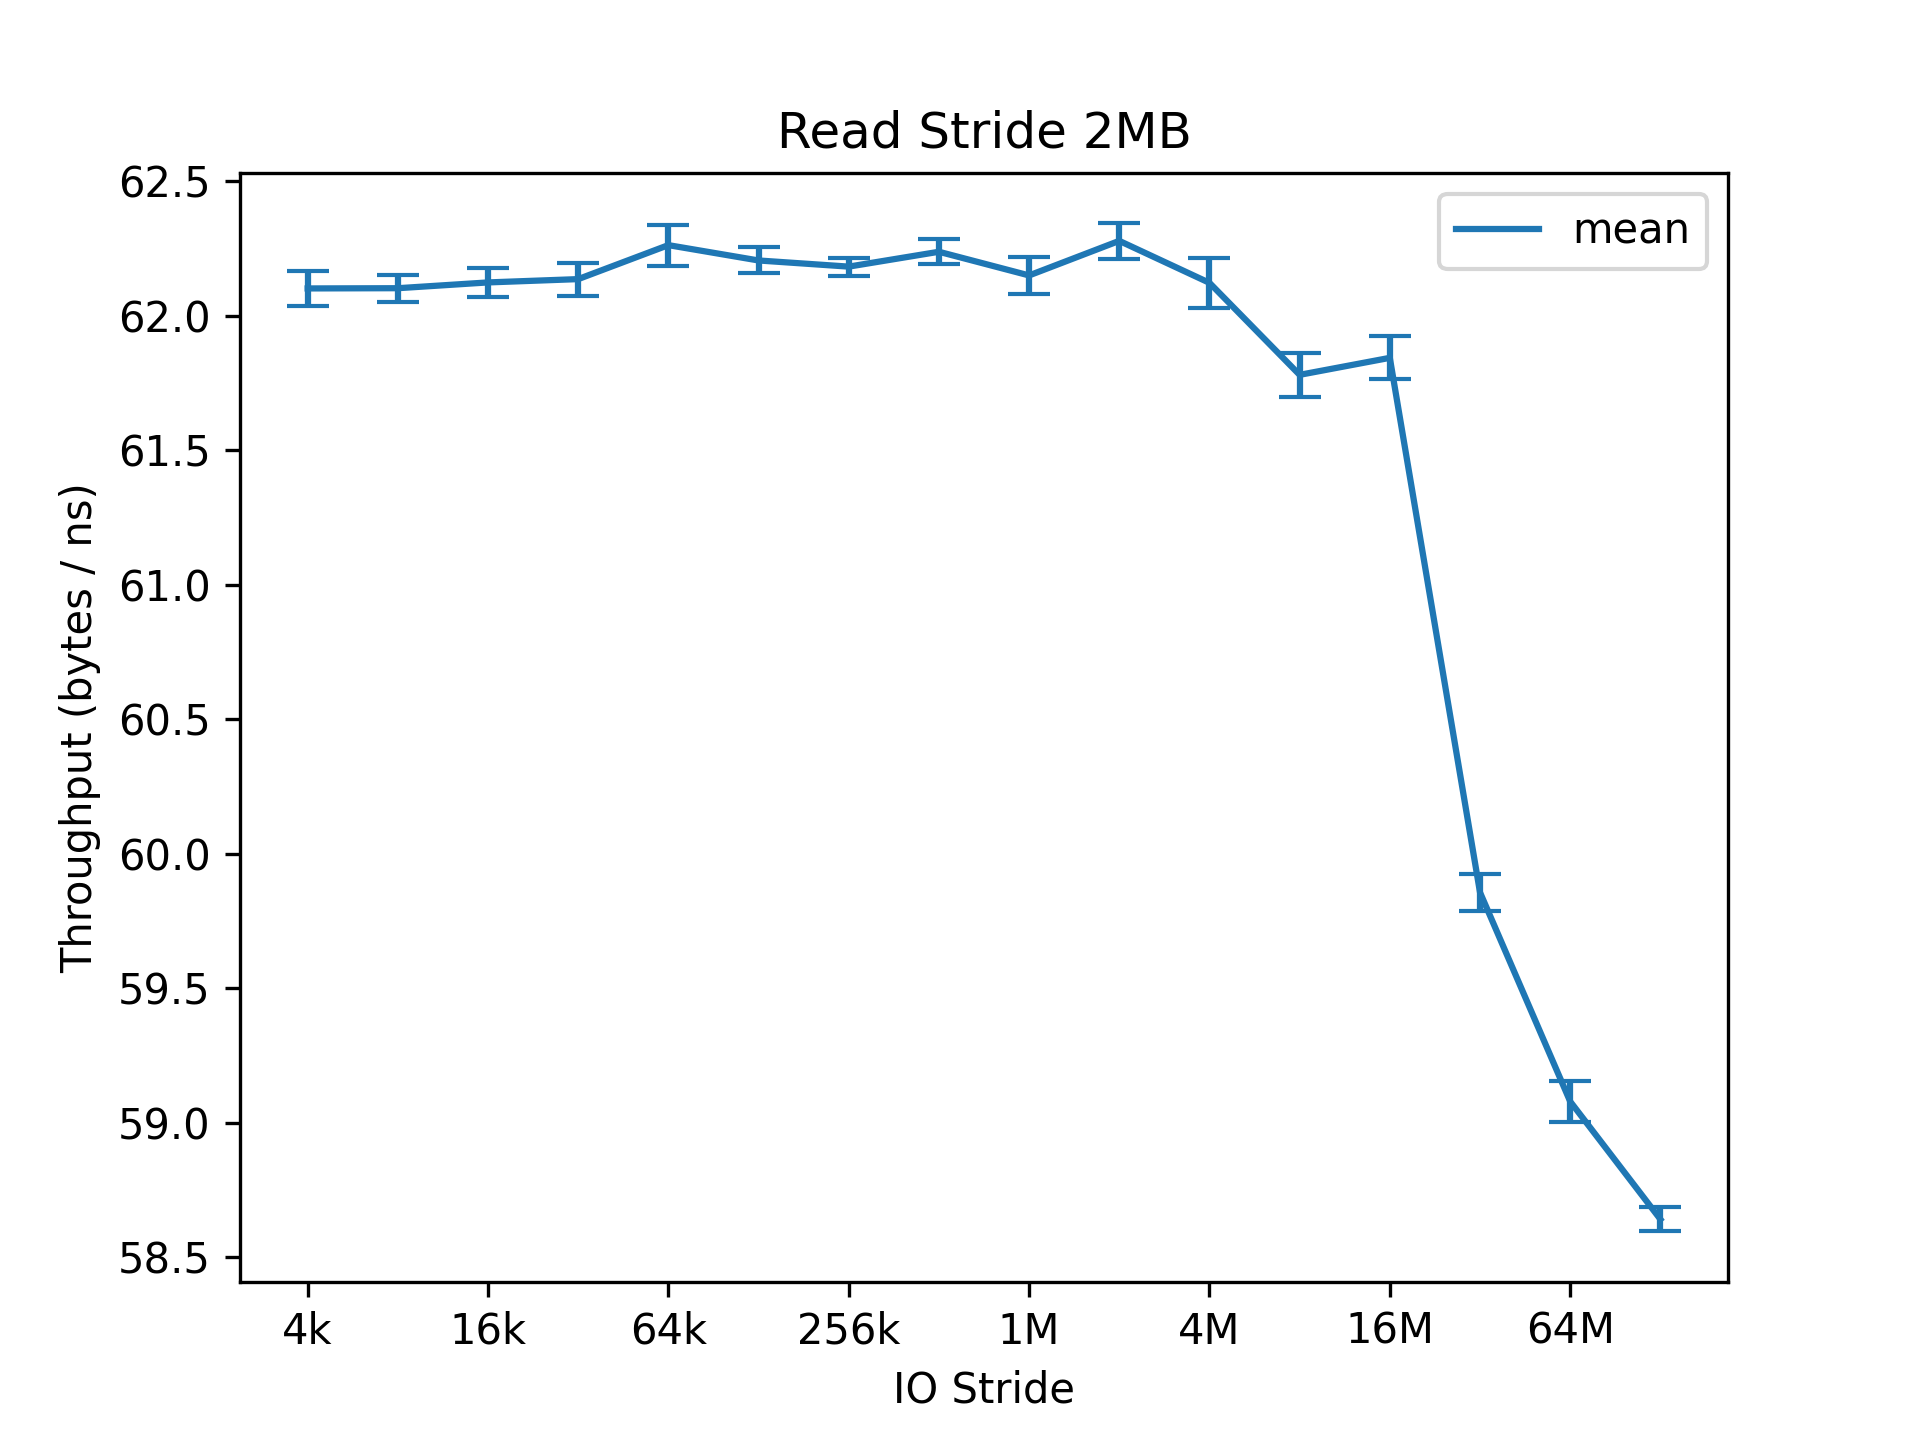 Read Stride 2MB
mean
Throughput (bytes / ns)
62.5
62.0
61.5
61.0
60.5
60.0
59.5
59.0
58.5
4k 16k 64k 256k 1M 4M 16M 64M
IO Stride